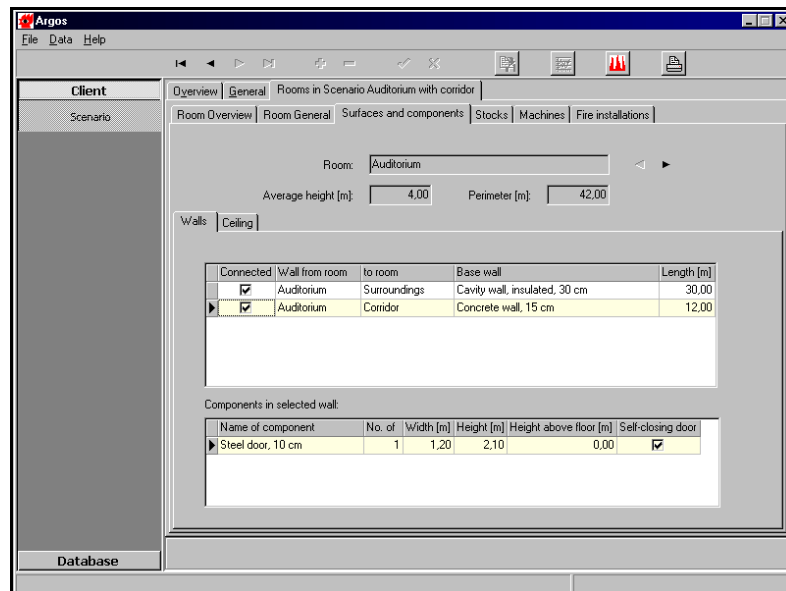 Argos
File Data Help
Client
Scenario
Database
Overview General Rooms in Scenario Auditorium with corridor
Room Overview Room General Surfaces and components Stocks Machines Fire installations
Room: Auditorium
Average height [m]: 4,00 Perimeter [m]: 42,00
Walls Ceiling
Connected Wall from room to room Base wall Length [m]
Auditorium Surroundings Cavity wall, insulated, 30 cm 30,00
Auditorium Corridor Concrete wall, 15 cm 12,00
Components in selected wall:
Name of component No. of Width [m] Height [m] Height above floor [m] Self-closing door
Steel door, 10 cm 1 1,20 2,10 0,00